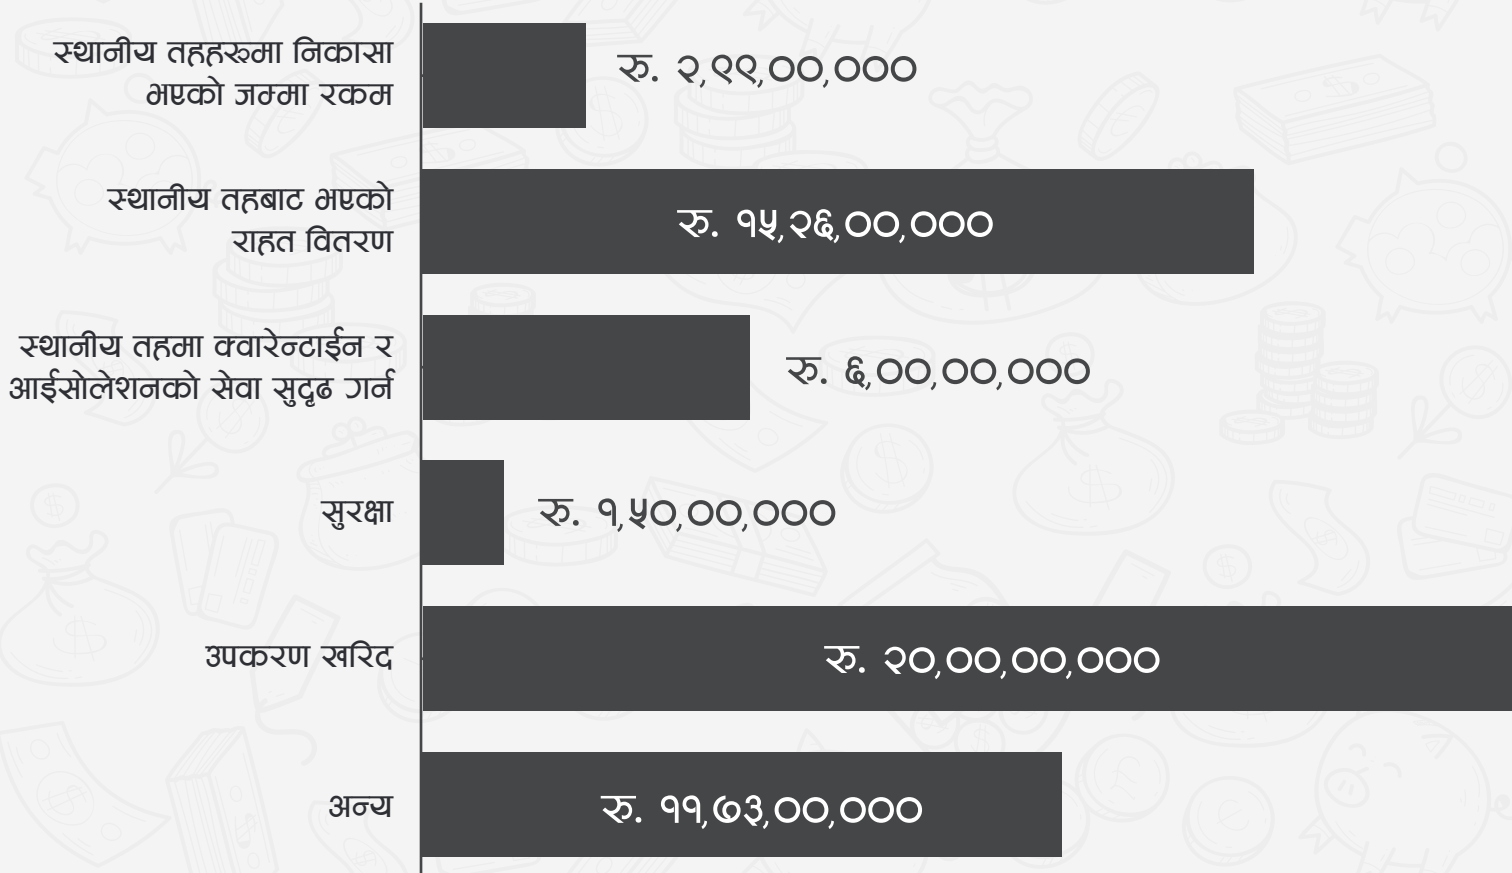 स्थानीय तहहरुमा निकासा
भएको जम्मा रकम
रु. २,९९,००,०००
स्थानीय तहबाट भएको
राहत वितरण
रु. १५,२६,००,०००
स्थानीय तहमा क्वारेन्टाईन र
आईसोलेशनको सेवा सुदृढ गर्न
रु. ६,००,००,०००
सुरक्षा
रु. १,५०,००,०००
उपकरण खरिद
रु. २०,००,००,०००
अन्य
रु. ११,७३,००,०००